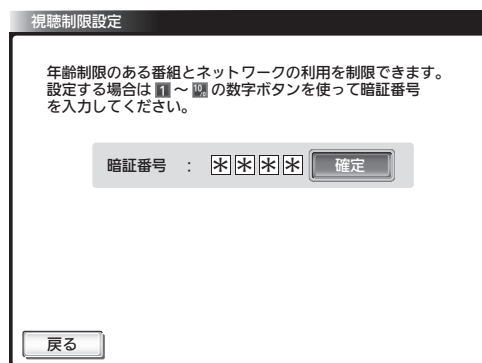 視聴制限設定
年齢制限のある番組とネットワークの利用を制限できます。
設定する場合は 1 ~ 10/0 の数字ボタンを使って暗証番号
を入力してください。
暗証番号 : ＊＊＊＊ 確定
戻る